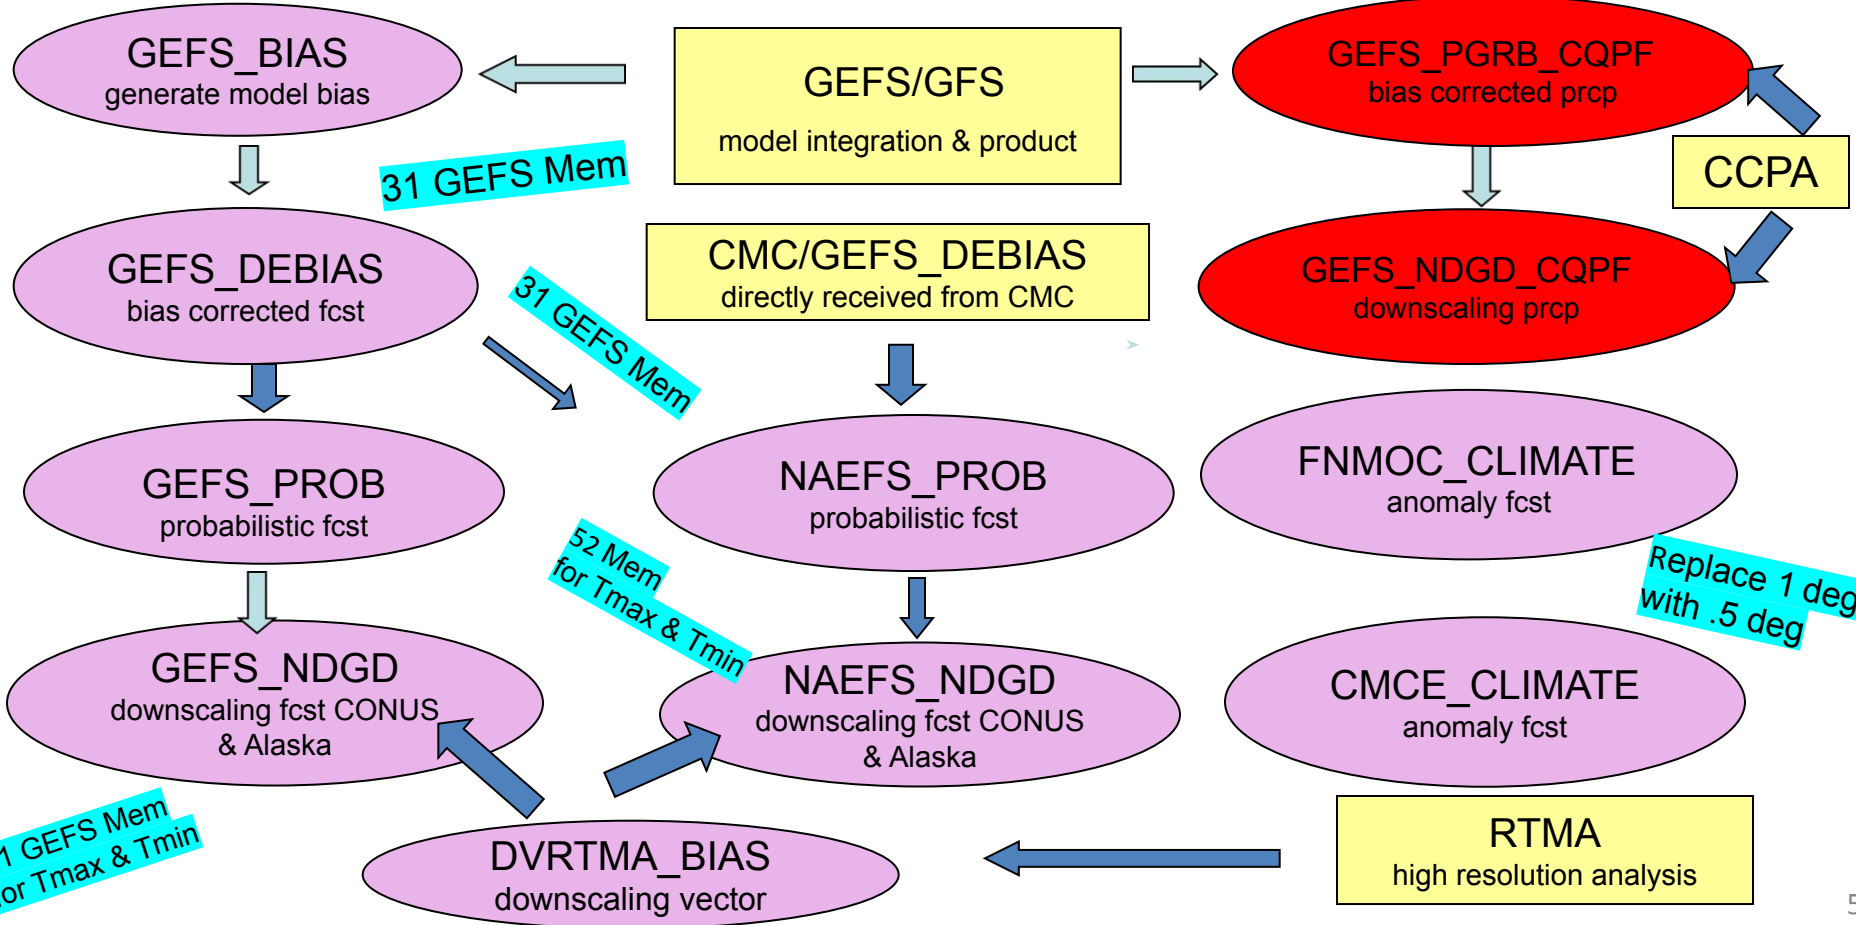 GEFS_BIAS
generate model bias
GEFS/GFS
model integration & product
GEFS_PGRB_CQPF
bias corrected prcp
CCPA
31 GEFS Mem
GEFS_DEBIAS
bias corrected fcst
CMC/GEFS_DEBIAS
directly received from CMC
GEFS_NDGD_CQPF
downscaling prcp
31 GEFS Mem
GEFS_PROB
probabilistic fcst
NAEFS_PROB
probabilistic fcst
FNMOC_CLIMATE
anomaly fcst
52 Mem
for Tmax & Tmin
Replace 1 deg
with .5 deg
GEFS_NDGD
downscaling fcst CONUS
& Alaska
NAEFS_NDGD
downscaling fcst CONUS
& Alaska
CMCE_CLIMATE
anomaly fcst
1 GEFS Mem
for Tmax & Tmin
DVRTMA_BIAS
downscaling vector
RTMA
high resolution analysis
5